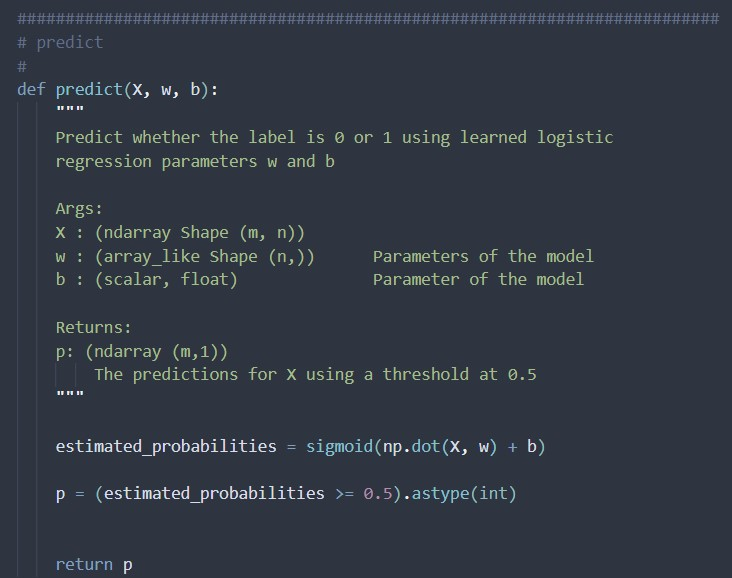 ##########################################################################
# predict
#
def predict(X, w, b):
    """
    Predict whether the label is 0 or 1 using learned logistic
    regression parameters w and b

    Args:
    X : (ndarray Shape (m, n))
    w : (array_like Shape (n,))      Parameters of the model
    b : (scalar, float)              Parameter of the model

    Returns:
    p: (ndarray (m,1))
        The predictions for X using a threshold at 0.5
    """

    estimated_probabilities = sigmoid(np.dot(X, w) + b)

    p = (estimated_probabilities >= 0.5).astype(int)

    return p